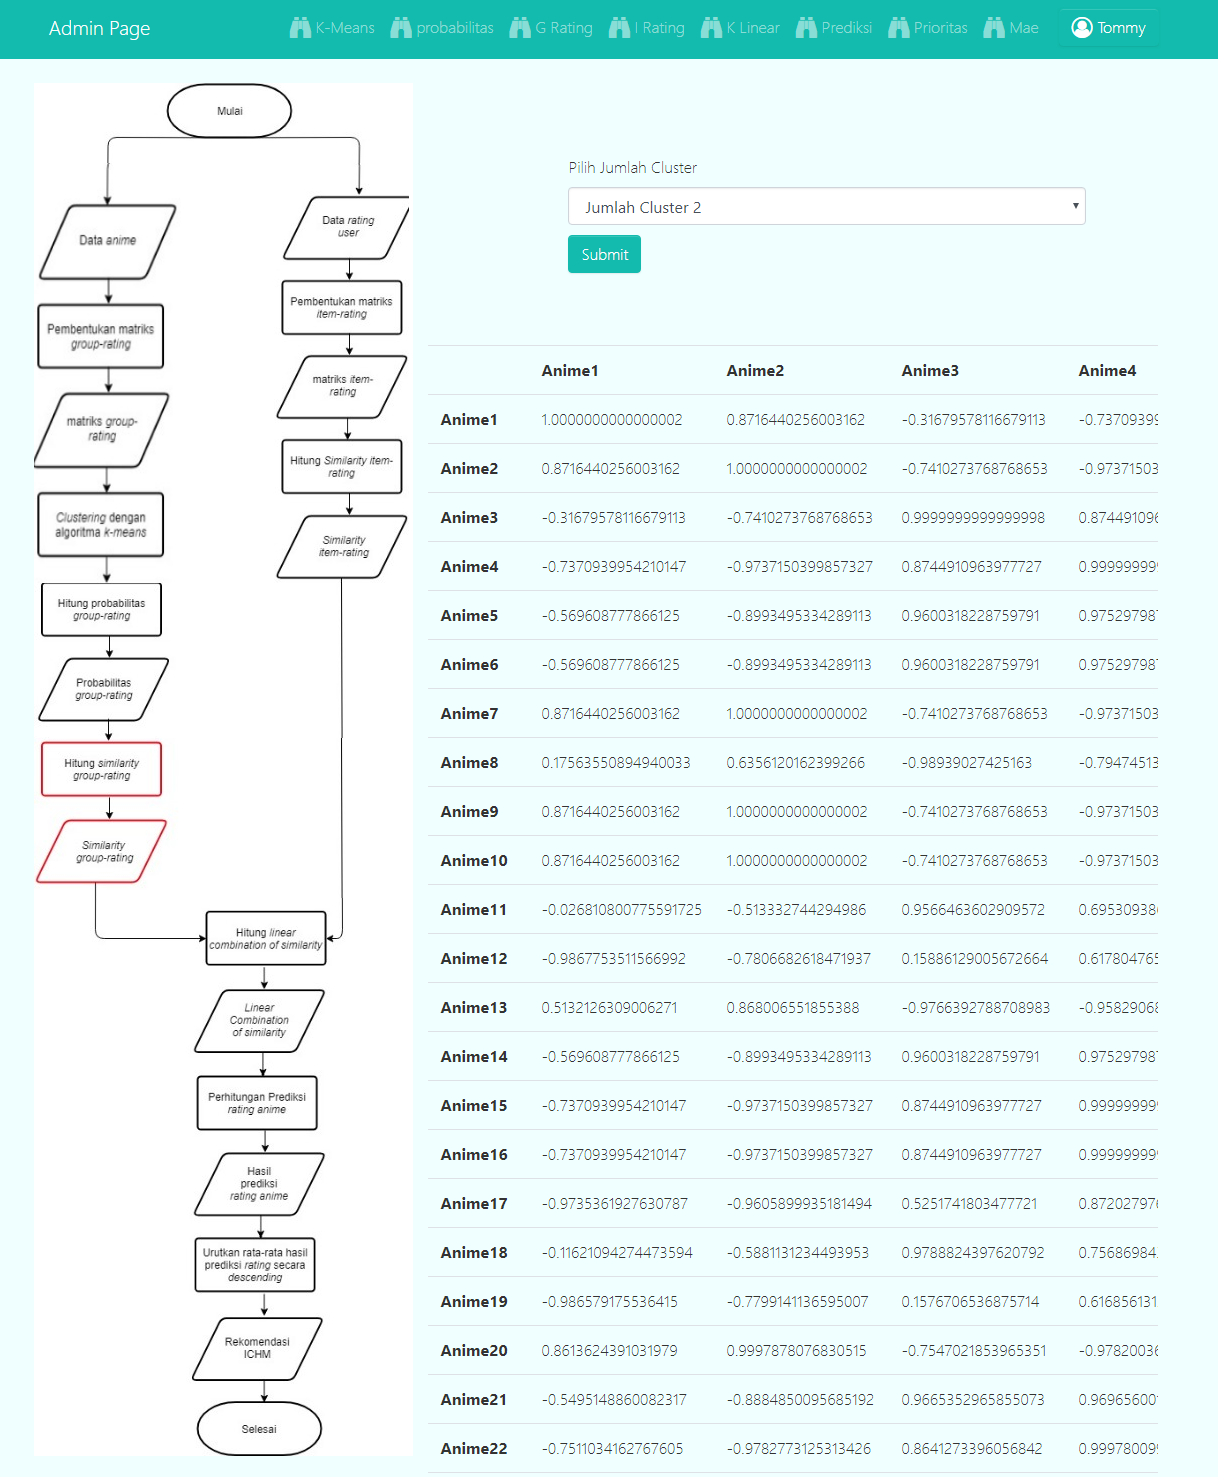 Admin Page
K-Means
probabilitas
G Rating
I Rating
K Linear
Prediksi
Prioritas
Mae
Tommy
Mulai
Data anime
Pembentukan matriks
group-rating
matriks group-
rating
Clustering dengan
algoritma k-means
Hitung probabilitas
group-rating
Probabilitas
group-rating
Hitung similarity
group-rating
Similarity
group-rating
Data rating
user
Pembentukan matriks
item-rating
matriks item-
rating
Hitung Similarity item-
rating
Similarity
item-rating
Hitung linear
combination of similarity
Linear
Combination
of similarity
Perhitungan Prediksi
rating anime
Hasil
prediksi
rating anime
Urutkan rata-rata hasil
prediksi rating secara
descending
Rekomendasi
ICHM
Selesai
Pilih Jumlah Cluster
Jumlah Cluster 2
Submit
Anime1 Anime2 Anime3 Anime4
Anime1 1.0000000000000002 0.8716440256003162 -0.31679578116679113 -0.73709399
Anime2 0.8716440256003162 1.0000000000000002 -0.7410273768768653 -0.97371503
Anime3 -0.31679578116679113 -0.7410273768768653 0.9999999999999998 0.874491096
Anime4 -0.7370939954210147 -0.9737150399857327 0.8744910963977727 0.999999999
Anime5 -0.569608777866125 -0.8993495334289113 0.9600318228759791 0.97529798
Anime6 -0.569608777866125 -0.8993495334289113 0.9600318228759791 0.97529798
Anime7 0.8716440256003162 1.0000000000000002 -0.7410273768768653 -0.97371503
Anime8 0.17563550894940033 0.6356120162399266 -0.98939027425163 -0.79474513
Anime9 0.8716440256003162 1.0000000000000002 -0.7410273768768653 -0.97371503
Anime10 0.8716440256003162 1.0000000000000002 -0.7410273768768653 -0.97371503
Anime11 -0.026810800775591725 -0.513332744294986 0.9566463602909572 0.69530938
Anime12 -0.9867753511566992 -0.7806682618471937 0.15886129005672664 0.617804765
Anime13 0.5132126309006271 0.868006551855388 -0.9766392788708983 -0.95829068
Anime14 -0.569608777866125 -0.8993495334289113 0.9600318228759791 0.97529798
Anime15 -0.7370939954210147 -0.9737150399857327 0.8744910963977727 0.999999999
Anime16 -0.7370939954210147 -0.9737150399857327 0.8744910963977727 0.999999999
Anime17 -0.9735361927630787 -0.9605899935181494 0.5251741803477721 0.872027976
Anime18 -0.11621094274473594 -0.5881131234493953 0.9788824397620792 0.75686984
Anime19 -0.986579175536415 -0.7799141136595007 0.1576706536875714 0.616856131
Anime20 0.8613624391031979 0.9997878076830515 -0.7547021853965351 -0.97820036
Anime21 -0.5495148860082317 -0.8884850095685192 0.9665352965855073 0.96965600
Anime22 -0.7511034162767605 -0.9782773125313426 0.8641273396056842 0.99978009